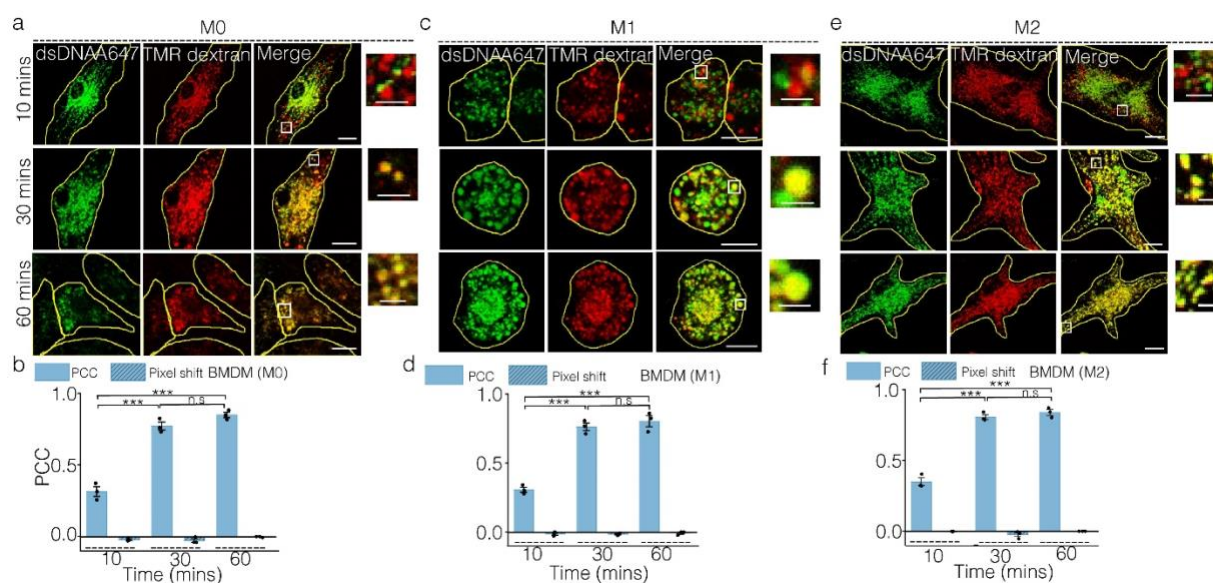 a M0
dsDNAA647 TMR dextran Merge
10 mins
30 mins
60 mins
b PCC Pixel shift BMDM (M0)
***
*** n.s
1.0
0.5
0.0
PCC
10 30 60
Time (mins)
c M1
dsDNAA647 TMR dextran Merge
d PCC Pixel shift BMDM (M1)
***
*** n.s
1.0
0.5
0.0
10 30 60
Time (mins)
e M2
dsDNAA647 TMR dextran Merge
f PCC Pixel shift BMDM (M2)
***
*** n.s
1.0
0.5
0.0
10 30 60
Time (mins)